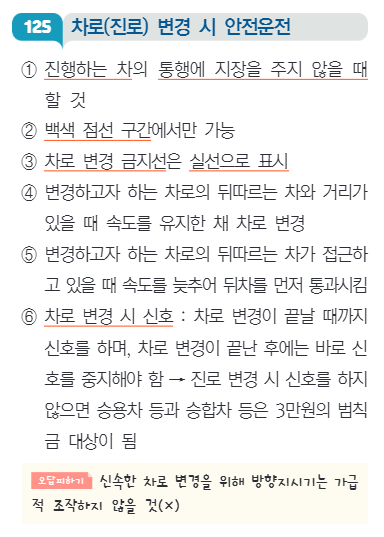 125 차로(진로) 변경 시 안전운전
① 진행하는 차의 통행에 지장을 주지 않을 때
할 것
② 백색 점선 구간에서만 가능
③ 차로 변경 금지선은 실선으로 표시
④ 변경하고자 하는 차로의 뒤따르는 차와 거리가
있을 때 속도를 유지한 채 차로 변경
⑤ 변경하고자 하는 차로의 뒤따르는 차가 접근하
고 있을 때 속도를 늦추어 뒤차를 먼저 통과시킴
⑥ 차로 변경 시 신호 : 차로 변경이 끝날 때까지
신호를 하며, 차로 변경이 끝난 후에는 바로 신
호를 중지해야 함 → 진로 변경 시 신호를 하지
않으면 승용차 등과 승합차 등은 3만원의 범칙
금 대상이 됨
오답피하기 신속한 차로 변경을 위해 방향지시기는 가급
적 조작하지 않을 것(×)